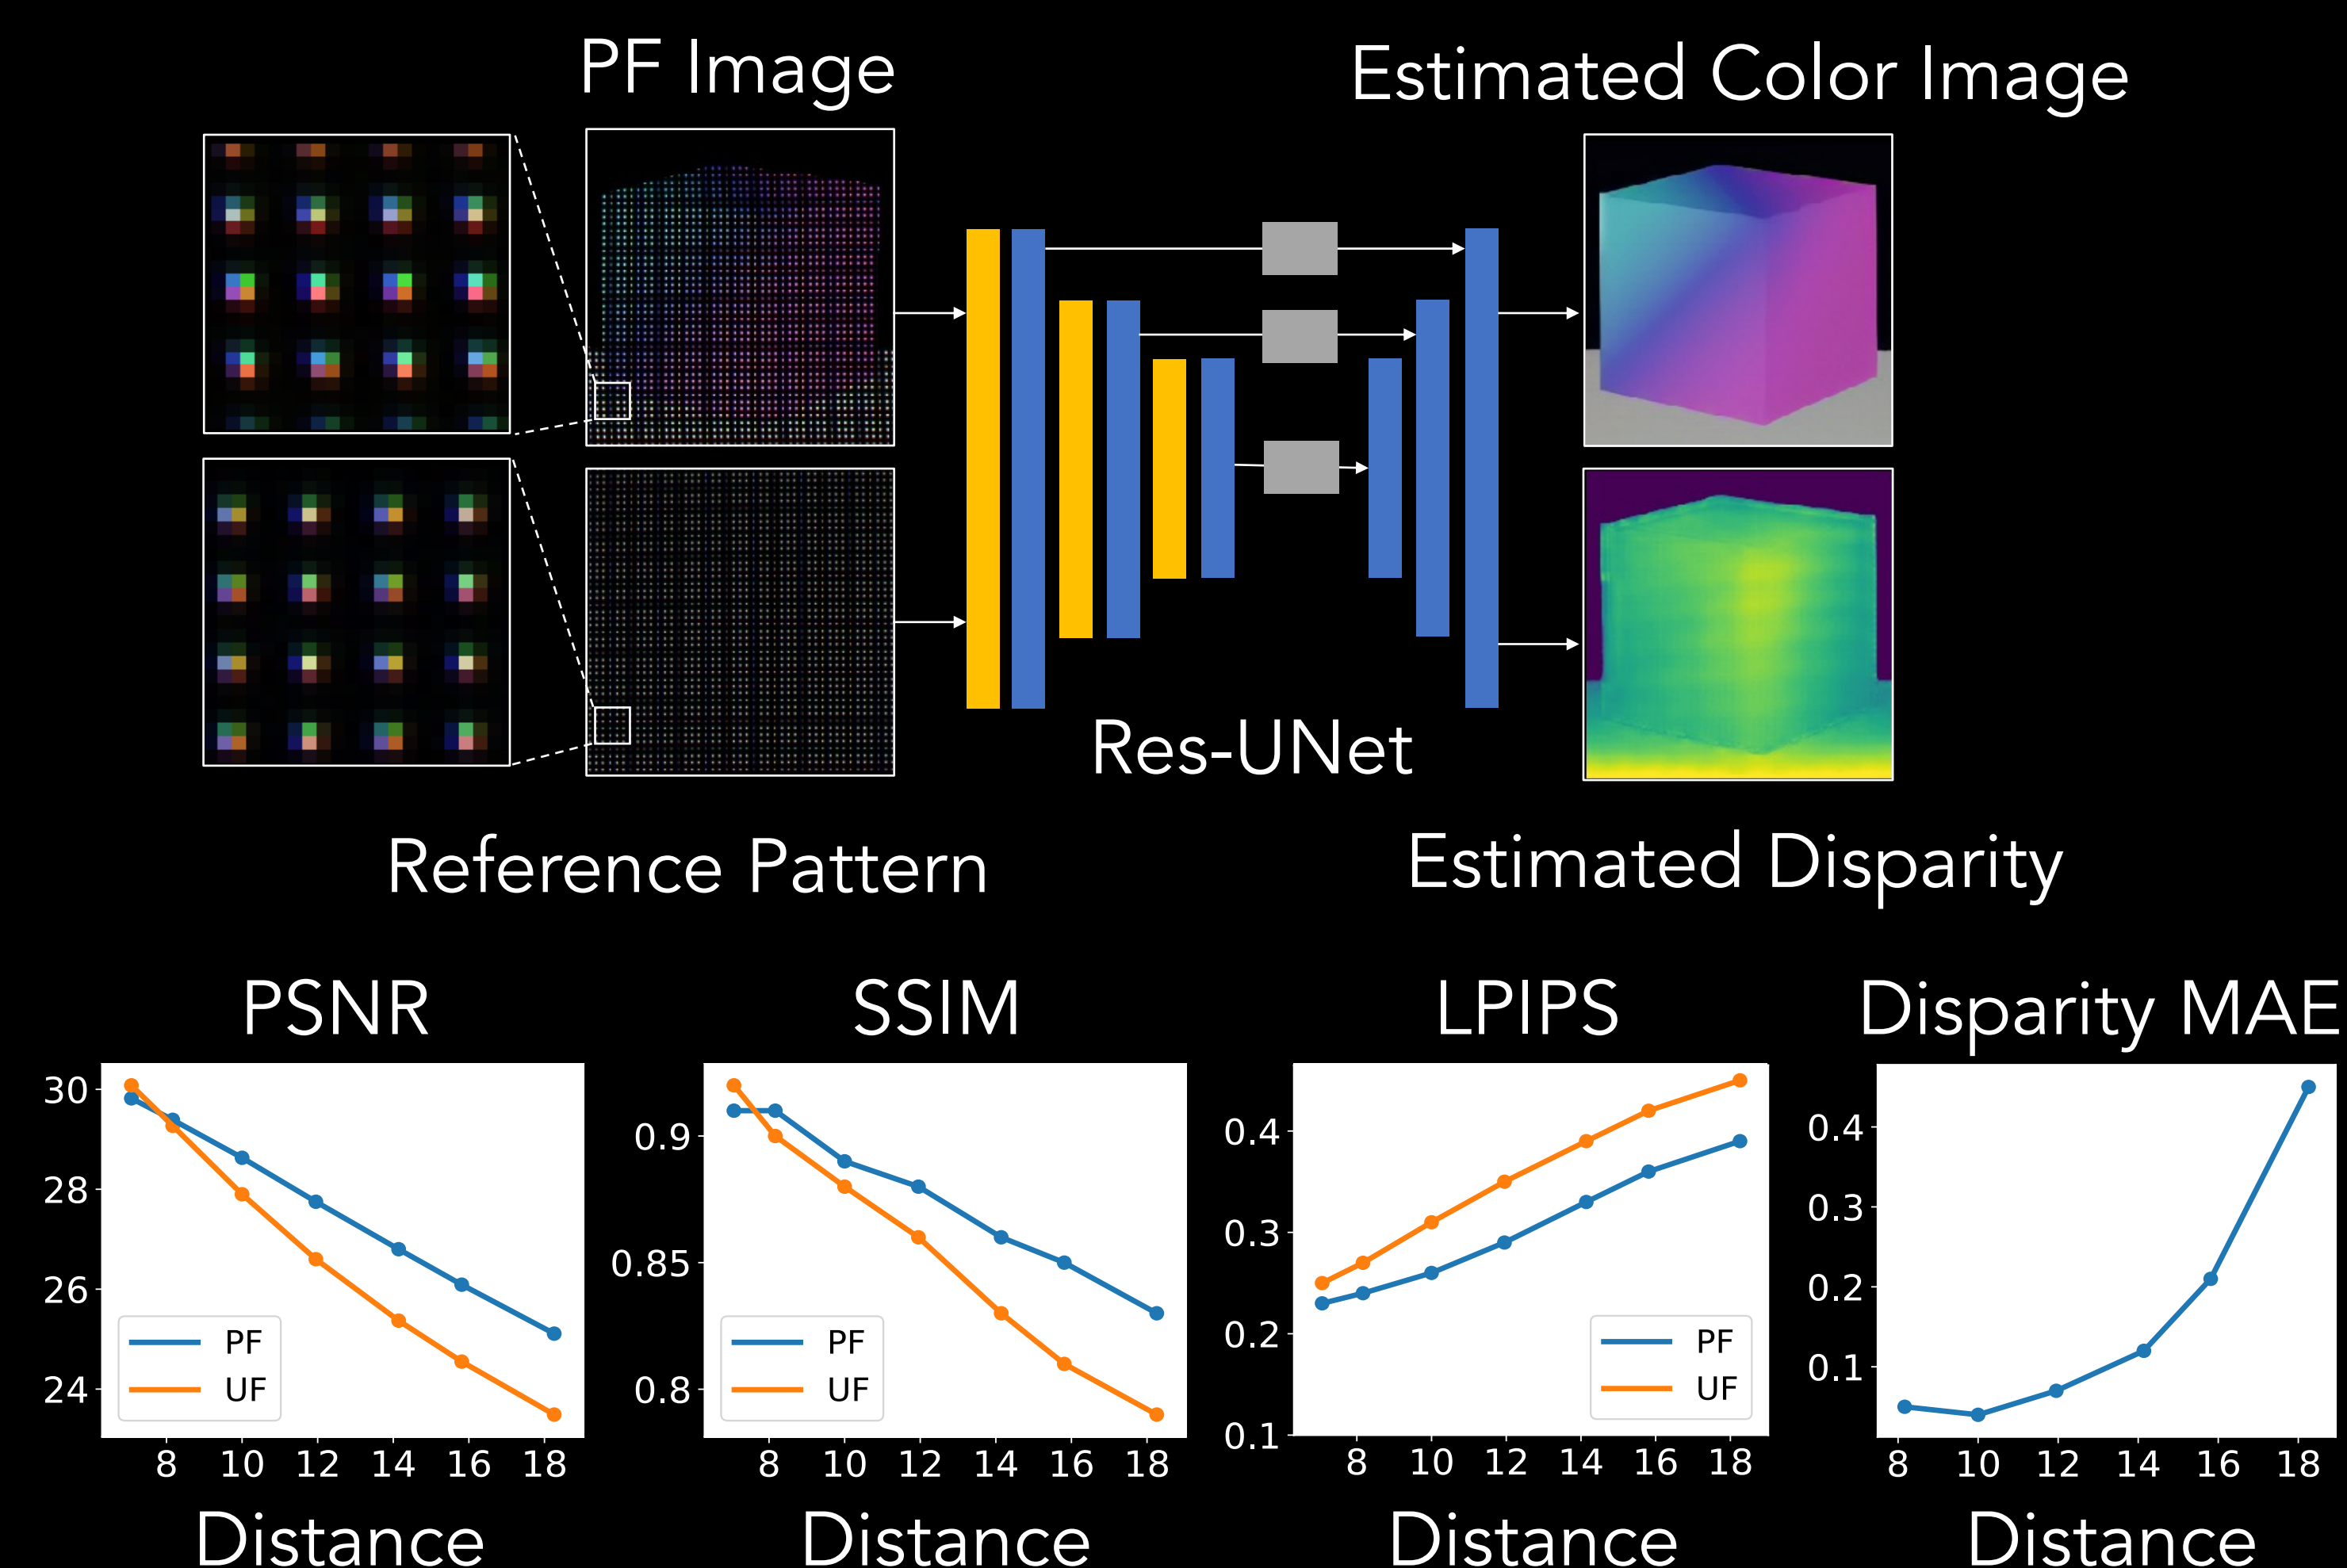 PF Image
Estimated Color Image
Res-UNet
Reference Pattern
Estimated Disparity
PSNR
30
28
26
24
PF
UF
8 10 12 14 16 18
Distance
SSIM
0.9
0.85
0.8
PF
UF
8 10 12 14 16 18
Distance
LPIPS
0.4
0.3
0.2
0.1
PF
UF
8 10 12 14 16 18
Distance
Disparity MAE
0.4
0.3
0.2
0.1
8 10 12 14 16 18
Distance